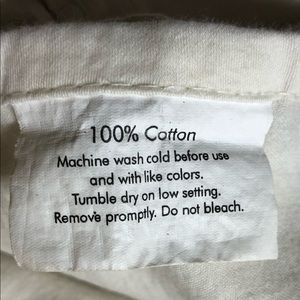 100% Cotton
Machine wash cold before use
and with like colors.
Tumble dry on low setting.
Remove promptly. Do not bleach.